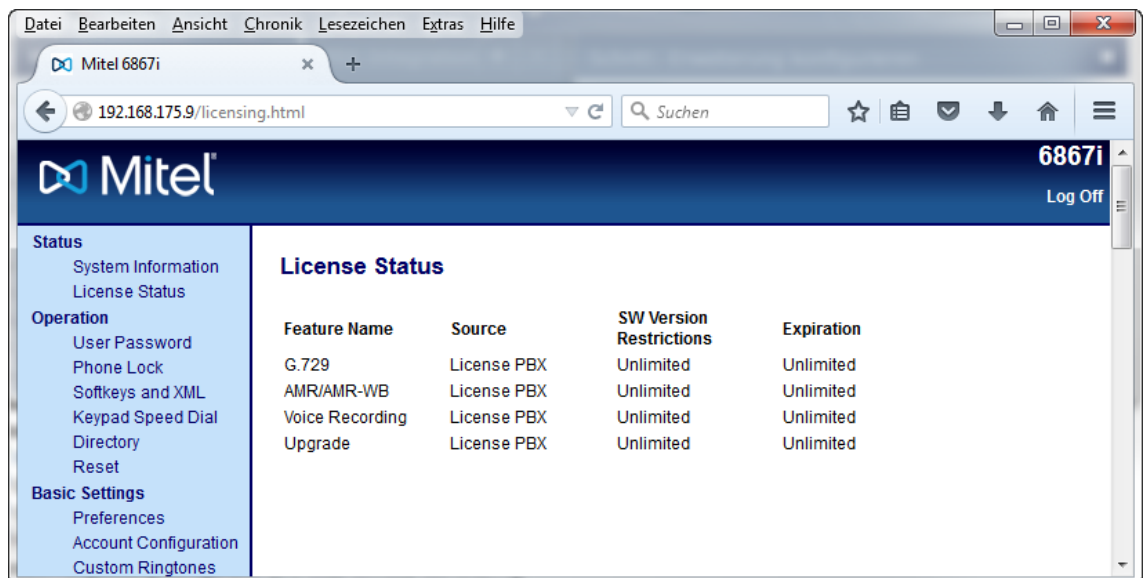 Datei Bearbeiten Ansicht Chronik Lesezeichen Extras Hilfe
Mitel 6867i
192.168.175.9/licensing.html
Suchen
Mitel
6867i
Log Off
Status
System Information
License Status
Operation
User Password
Phone Lock
Softkeys and XML
Keypad Speed Dial
Directory
Reset
Basic Settings
Preferences
Account Configuration
Custom Ringtones
License Status
Feature Name Source SW Version Restrictions Expiration
G.729 License PBX Unlimited Unlimited
AMR/AMR-WB License PBX Unlimited Unlimited
Voice Recording License PBX Unlimited Unlimited
Upgrade License PBX Unlimited Unlimited